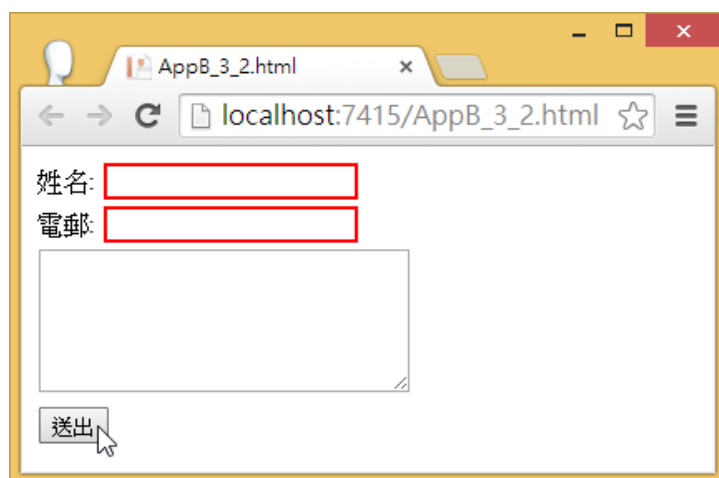 AppB_3_2.html
localhost:7415/AppB_3_2.html
姓名:
電郵:
送出